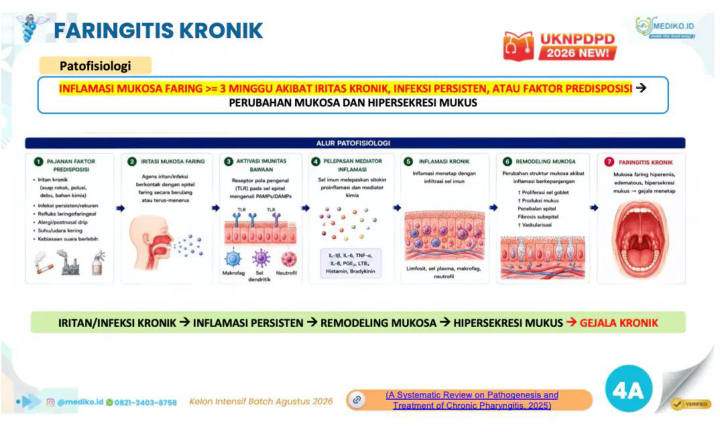 FARINGITIS KRONIK
UKNPDPD
2026 NEW!
MEDIKO.ID
Patofisiologi
INFLAMASI MUKOSA FARING >= 3 MINGGU AKIBAT IRITAS KRONIK, INFEKSI PERSISTEN, ATAU FAKTOR PREDISPOSISI →
PERUBAHAN MUKOSA DAN HIPERSEKRESI MUKUS
ALUR PATOFISIOLOGI
1 PAJANAN FAKTOR
PREDISPOSISI
• Iritan kronik
(asap rokok, polusi,
debu, bahan kimia)
• Infeksi persisten/rekuren
• Refluks laringofaringeal
• Alergi/postnasal drip
• Suhu/udara kering
• Kebiasaan suara berlebih
2 IRITASI MUKOSA FARING
Agens iritan/infeksi
berkontak dengan epitel
faring secara berulang
atau terus-menerus
3 AKTIVASI IMUNITAS
BAWAAN
Reseptor pola pengenal
(TLR) pada sel epitel
mengenali PAMPs/DAMPs
TLR TLR
Makrofag Sel dendritik Neutrofil
4 PELEPASAN MEDIATOR
INFLAMASI
Sel imun melepaskan sitokin
proinflamasi dan mediator
kimia
IL-1β, IL-6, TNF-α,
IL-8, PGE₂, LTB₄
Histamin, Bradykinin
5 INFLAMASI KRONIK
Inflamasi menetap dengan
infiltrasi sel imun
Limfosit, sel plasma, makrofag,
neutrofil
6 REMODELING MUKOSA
Perubahan struktur mukosa akibat
inflamasi berkepanjangan
↑ Proliferasi sel goblet
↑ Produksi mukus
Penebalan epitel
Fibrosis subepitel
↑ Vaskularisasi
7 FARINGITIS KRONIK
Mukosa faring hiperemis,
edematous, hipersekresi
mukus → gejala menetap
IRITAN/INFEKSI KRONIK → INFLAMASI PERSISTEN → REMODELING MUKOSA → HIPERSEKRESI MUKUS → GEJALA KRONIK
@mediko.id 0821-3403-8758 Kelon Intensif Batch Agustus 2026
(A Systematic Review on Pathogenesis and
Treatment of Chronic Pharyngitis, 2025)
4A
VERIFIED